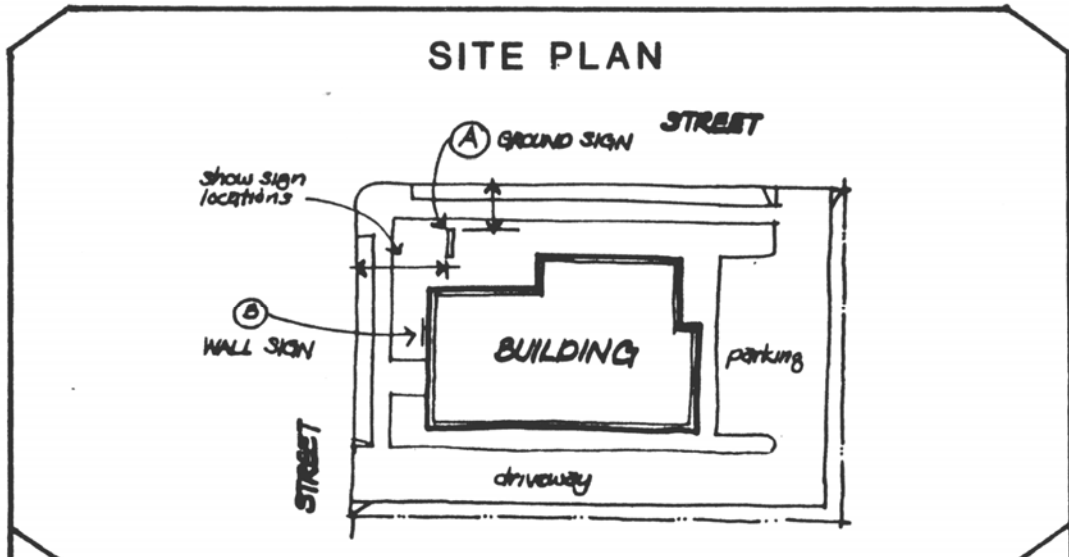 SITE PLAN
STREET
A GROUND SIGN
show sign
locations
B
WALL SIGN
BUILDING
parking
STREET
driveway